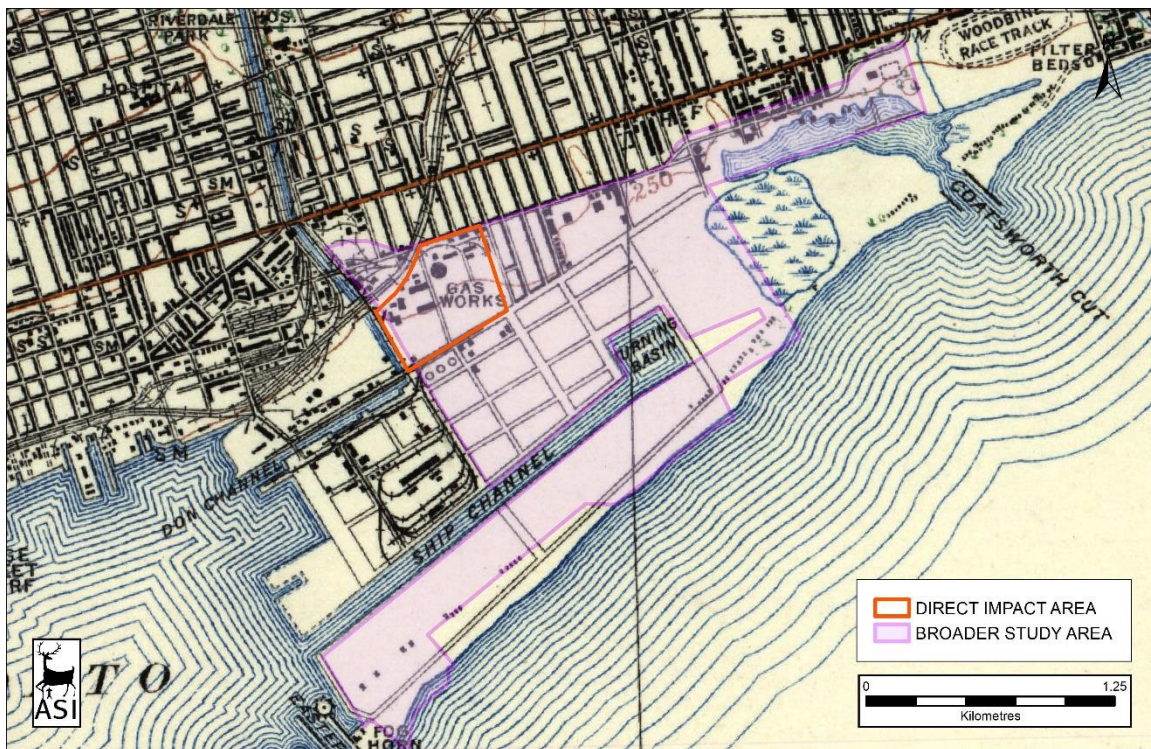 RIVERDALE
PARK
HOS.
HOSPITAL
WOODBINE
RACE TRACK
FILTER
BEDS
S
S
S
S
SM
S
S
H
F
250
GAS
WORKS
COATSWORTH CUT
TURNING
BASIN
SM
SM
DON CHANNEL
SHIP CHANNEL
TO
FOG
HORN
ASI
DIRECT IMPACT AREA
BROADER STUDY AREA
0
1.25
Kilometres